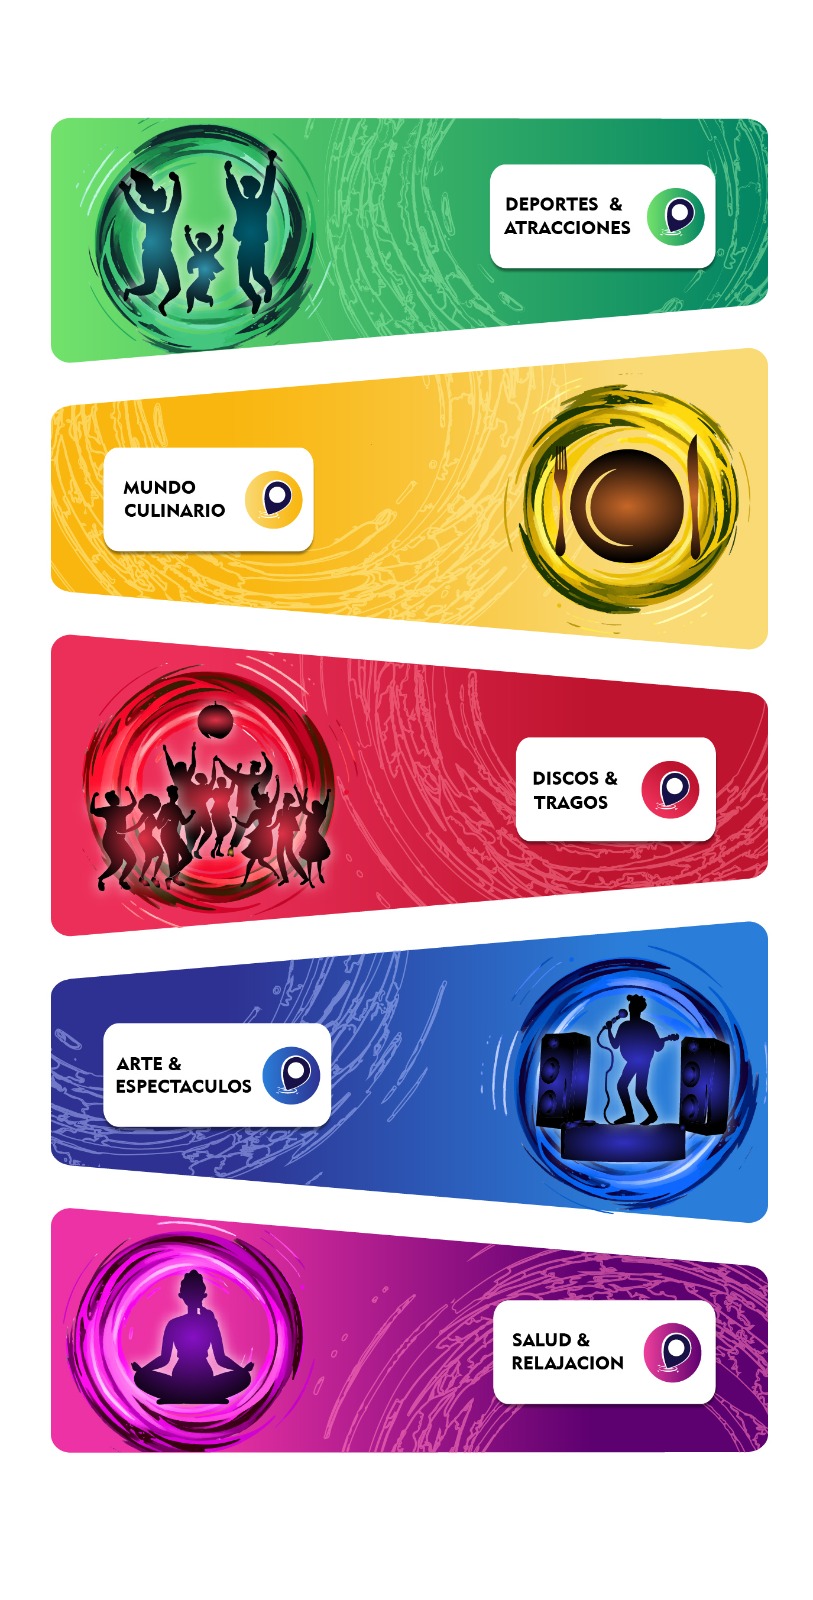 DEPORTES &
ATRACCIONES
MUNDO
CULINARIO
DISCOS &
TRAGOS
ARTE &
ESPECTACULOS
SALUD &
RELAJACION